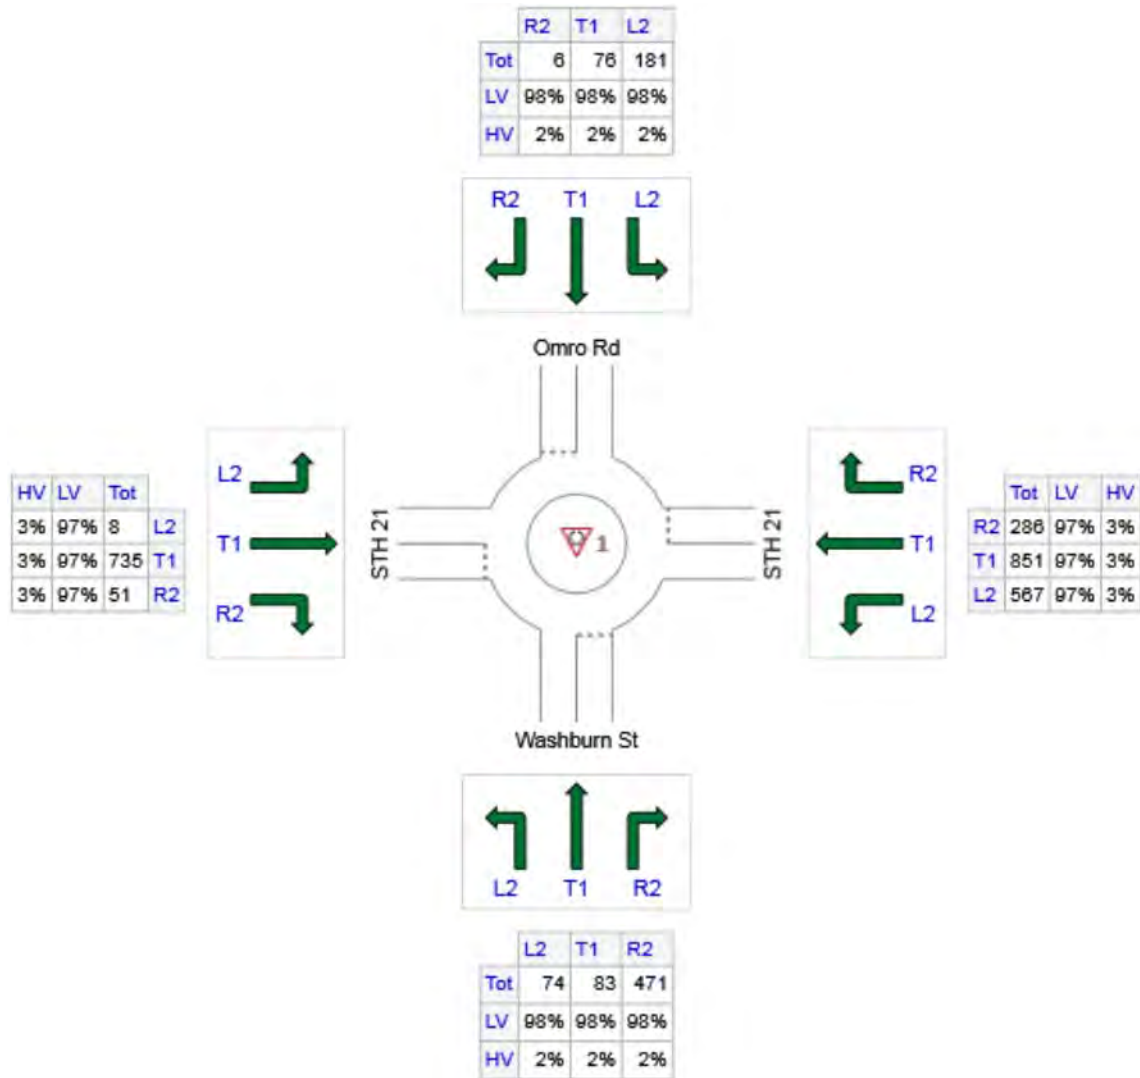 R2 T1 L2
Tot 6 76 181
LV 98% 98% 98%
HV 2% 2% 2%
R2 T1 L2
Omro Rd
L2
T1
R2
HV LV Tot
3% 97% 8 L2
3% 97% 735 T1
3% 97% 51 R2
STH 21
1
STH 21
R2
T1
L2
Tot LV HV
R2 286 97% 3%
T1 851 97% 3%
L2 567 97% 3%
Washburn St
L2 T1 R2
L2 T1 R2
Tot 74 83 471
LV 98% 98% 98%
HV 2% 2% 2%